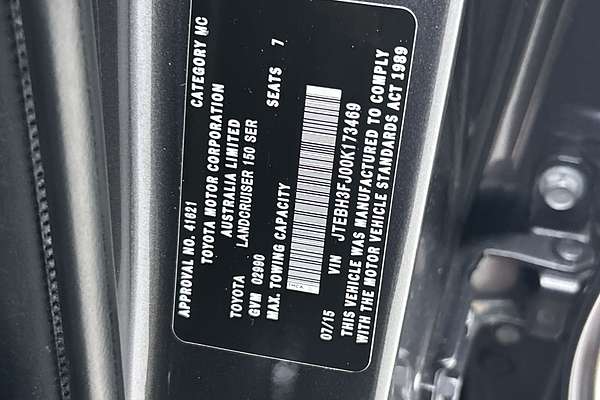 APPROVAL NO. 41621 CATEGORY MC
TOYOTA MOTOR CORPORATION
AUSTRALIA LIMITED
TOYOTA LANDCRUISER 150 SER
GVM 02990 SEATS 7
MAX. TOWING CAPACITY
07/15 VIN JTEBH3FJ00K173469
THIS VEHICLE WAS MANUFACTURED TO COMPLY
WITH THE MOTOR VEHICLE STANDARDS ACT 1989